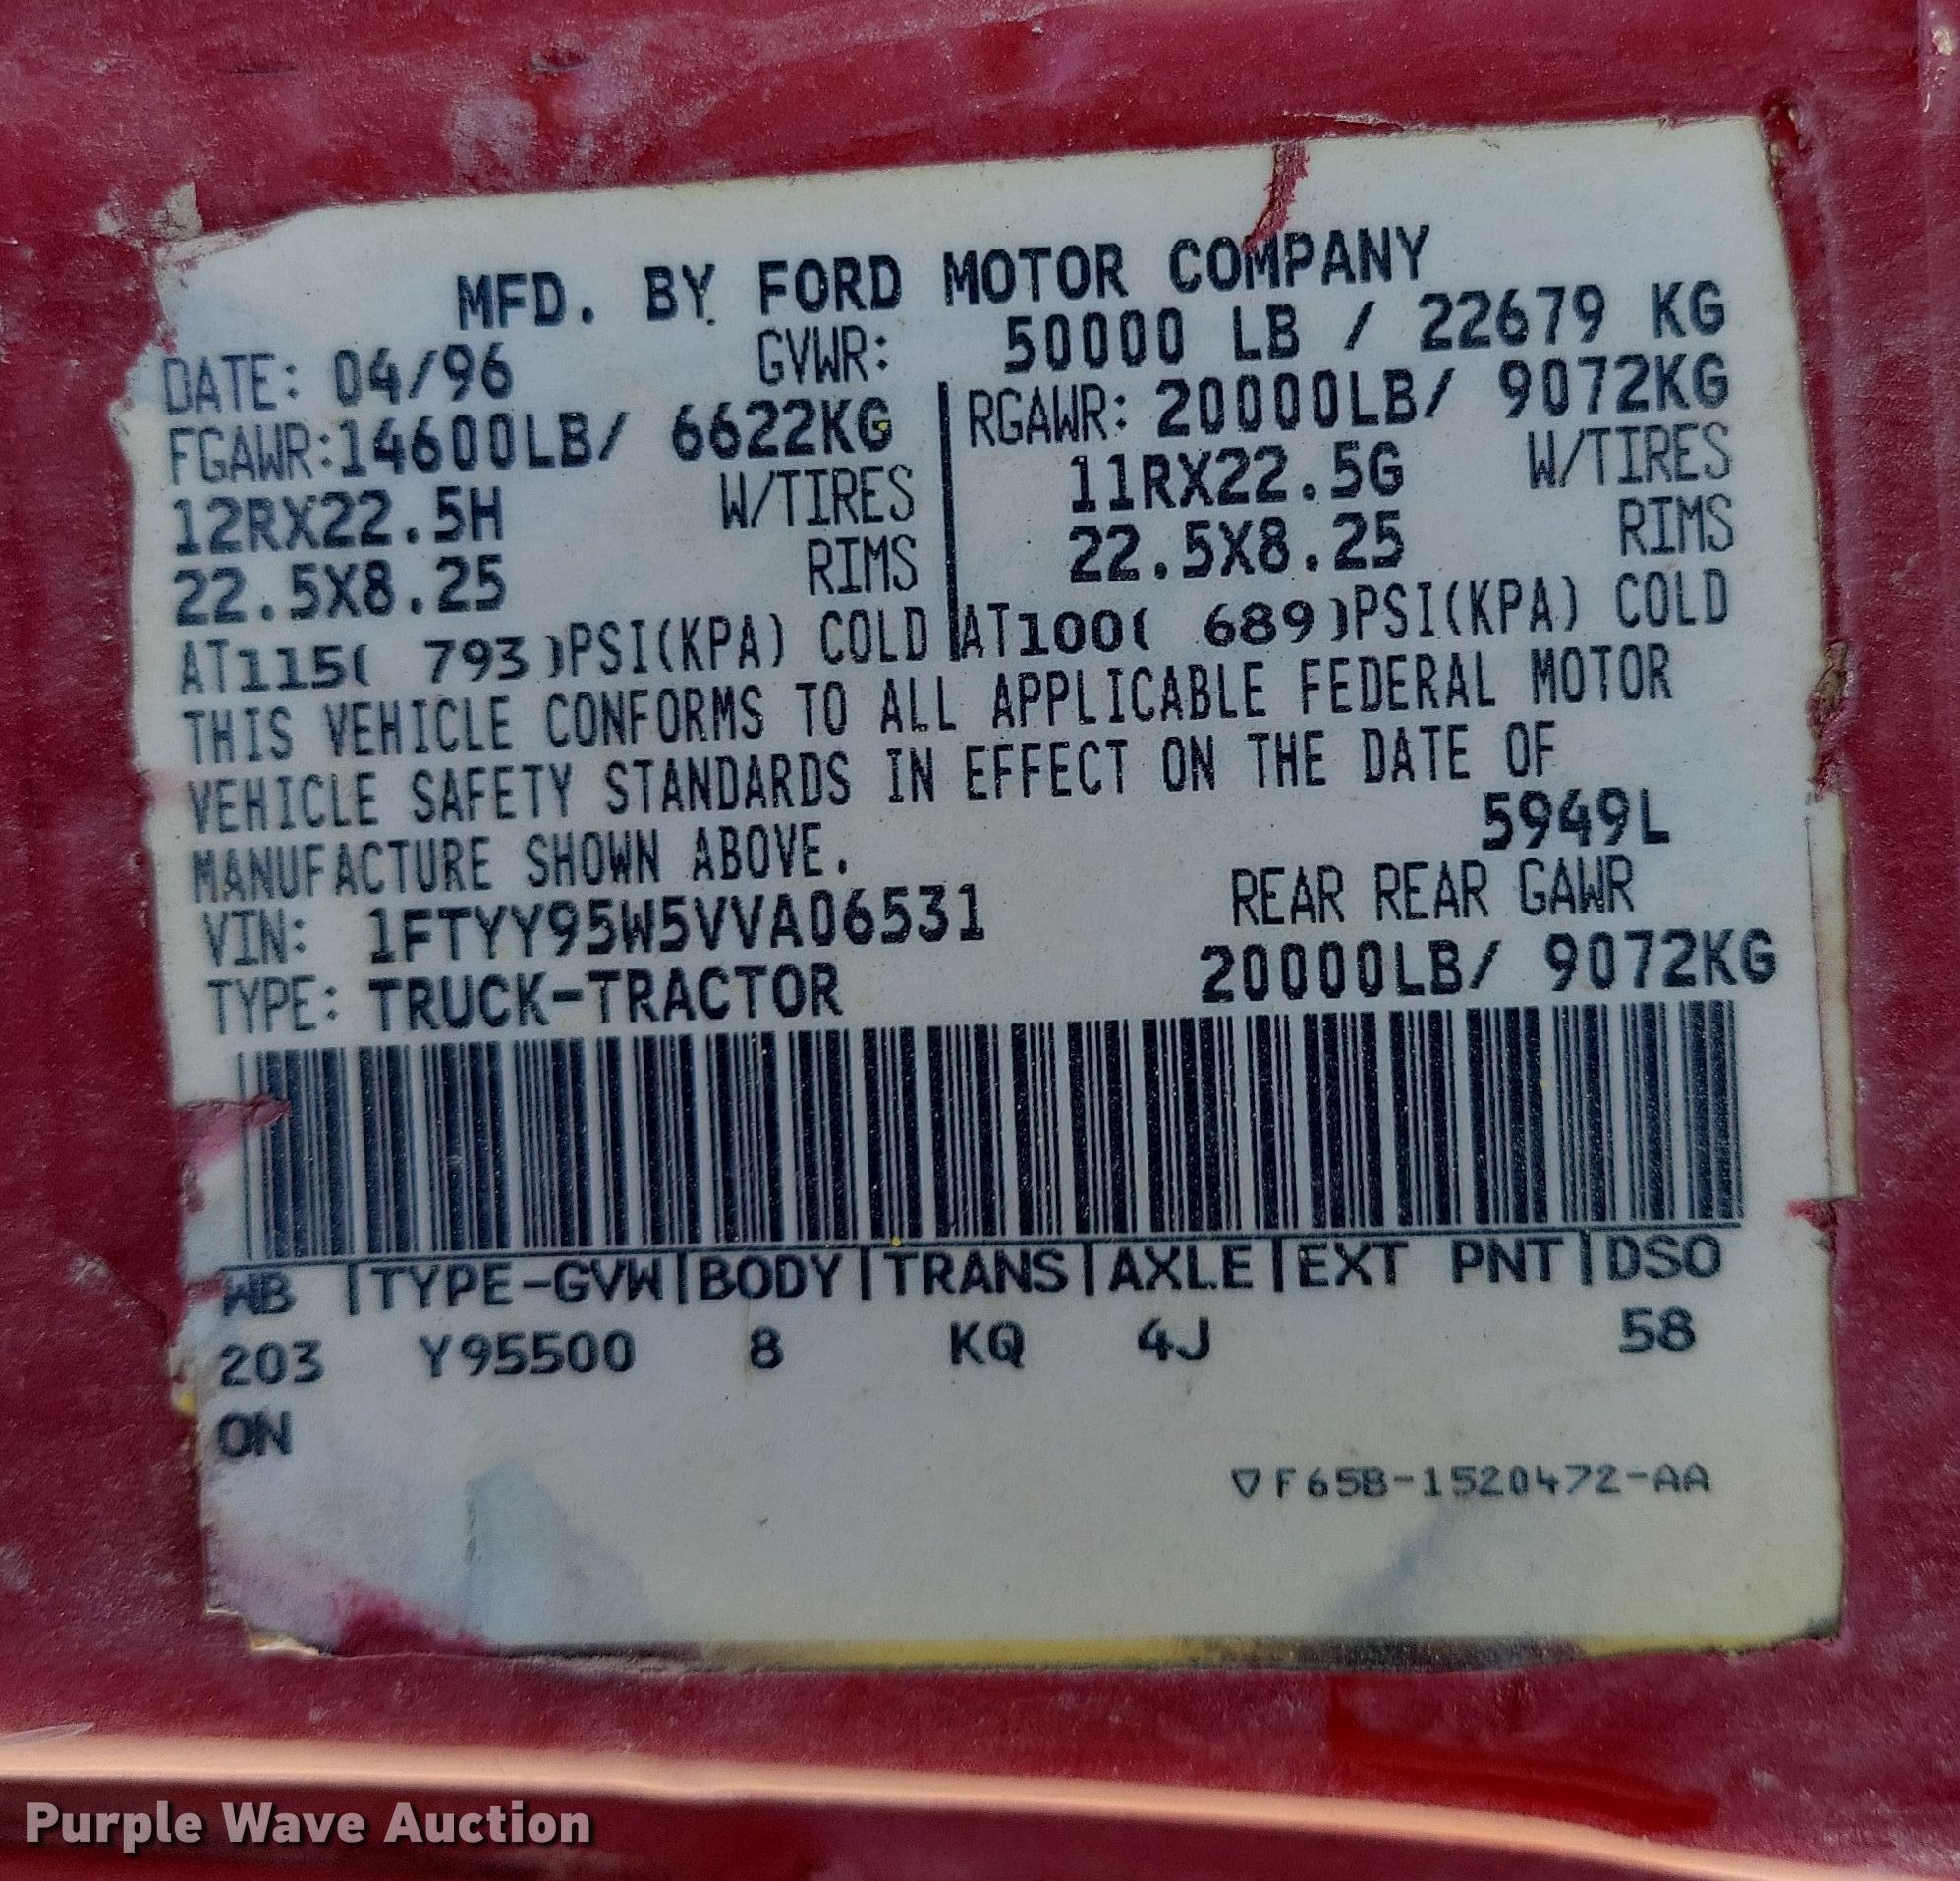 MFD. BY FORD MOTOR COMPANY
DATE: 04/96 GVWR: 50000 LB / 22679 KG
FGAWR:14600LB/ 6622KG RGAWR: 20000LB/ 9072KG
12RX22.5H W/TIRES 11RX22.5G W/TIRES
22.5X8.25 RIMS 22.5X8.25 RIMS
AT115( 793)PSI(KPA) COLD AT100( 689)PSI(KPA) COLD
THIS VEHICLE CONFORMS TO ALL APPLICABLE FEDERAL MOTOR
VEHICLE SAFETY STANDARDS IN EFFECT ON THE DATE OF
MANUFACTURE SHOWN ABOVE. 5949L
VIN: 1FTYY95W5VVA06531 REAR REAR GAWR
TYPE: TRUCK-TRACTOR 20000LB/ 9072KG
WB |TYPE-GVW|BODY|TRANS|AXLE|EXT PNT|DSO
203 Y95500 8 KQ 4J 58
ON
▽F65B-1520472-AA
Purple Wave Auction